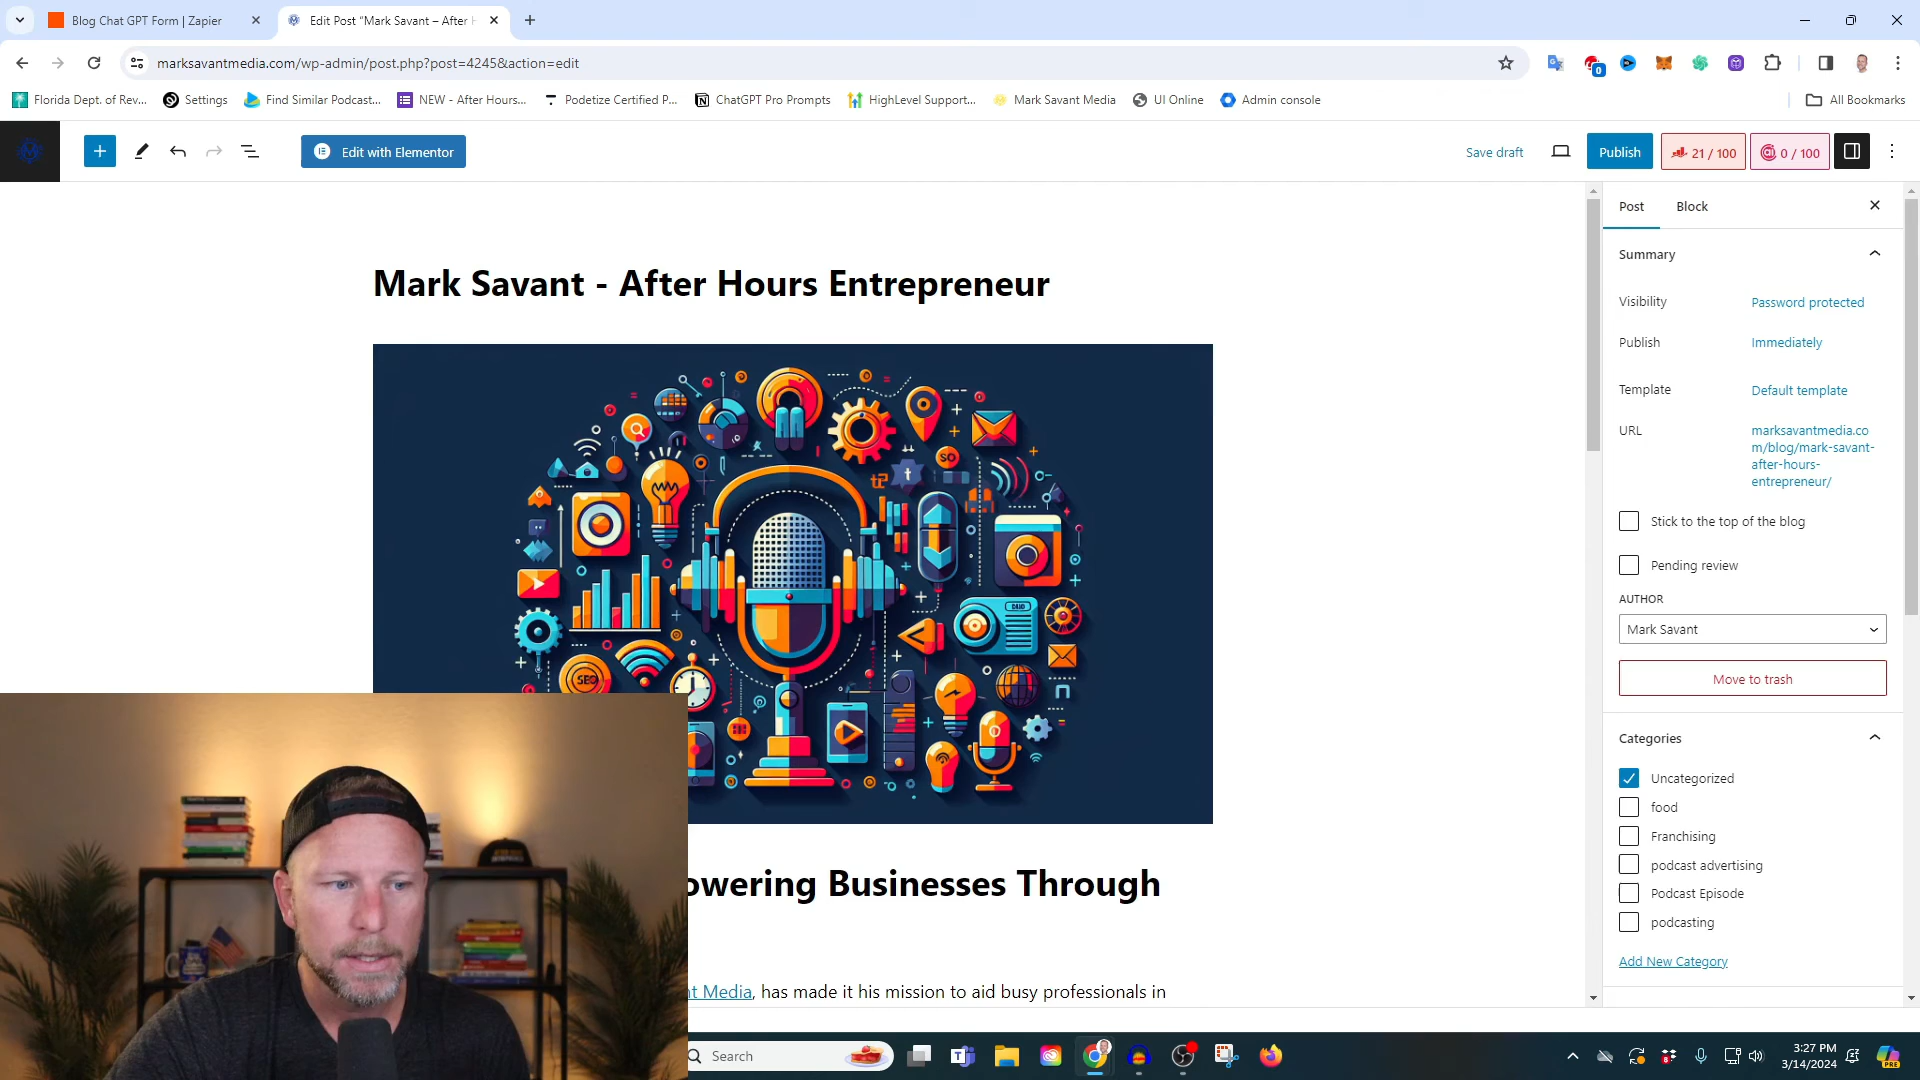 Blog Chat GPT Form | Zapier
Edit Post “Mark Savant – After H
marksavantmedia.com/wp-admin/post.php?post=4245&action=edit
0
Florida Dept. of Rev...
Settings
Find Similar Podcast...
NEW - After Hours...
Podetize Certified P...
ChatGPT Pro Prompts
HighLevel Support...
Mark Savant Media
UI Online
Admin console
All Bookmarks
Edit with Elementor
Save draft
Publish
21 / 100
0 / 100
Mark Savant - After Hours Entrepreneur
SO
SEO
owering Businesses Through
nt Media, has made it his mission to aid busy professionals in
Post
Block
Summary
Visibility
Password protected
Publish
Immediately
Template
Default template
URL
marksavantmedia.co
m/blog/mark-savant-
after-hours-
entrepreneur/
Stick to the top of the blog
Pending review
AUTHOR
Mark Savant
Move to trash
Categories
Uncategorized
food
Franchising
podcast advertising
Podcast Episode
podcasting
Add New Category
Search
3:27 PM
3/14/2024
PRE